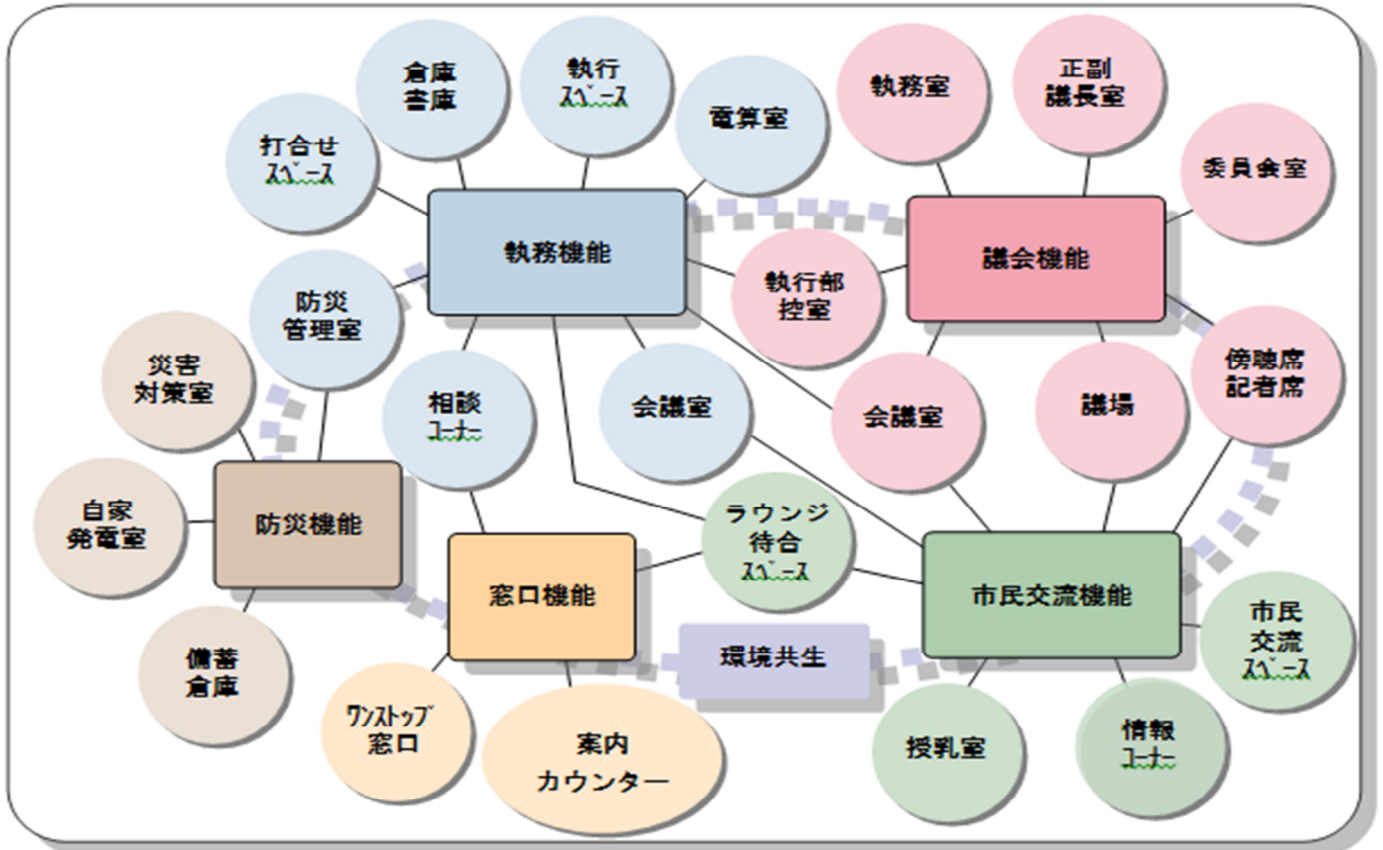 倉庫
書庫
執行
ｽﾍﾟｰｽ
電算室
執務室
正副
議長室
打合せ
ｽﾍﾟｰｽ
委員会室
執務機能
議会機能
防災
管理室
執行部
控室
災害
対策室
相談
ｺｰﾅｰ
会議室
会議室
議場
傍聴席
記者席
自家
発電室
防災機能
ラウンジ
待合
ｽﾍﾟｰｽ
窓口機能
市民交流機能
環境共生
市民
交流
ｽﾍﾟｰｽ
備蓄
倉庫
ﾜﾝｽﾄｯﾌﾟ
窓口
案内
カウンター
授乳室
情報
ｺｰﾅｰ